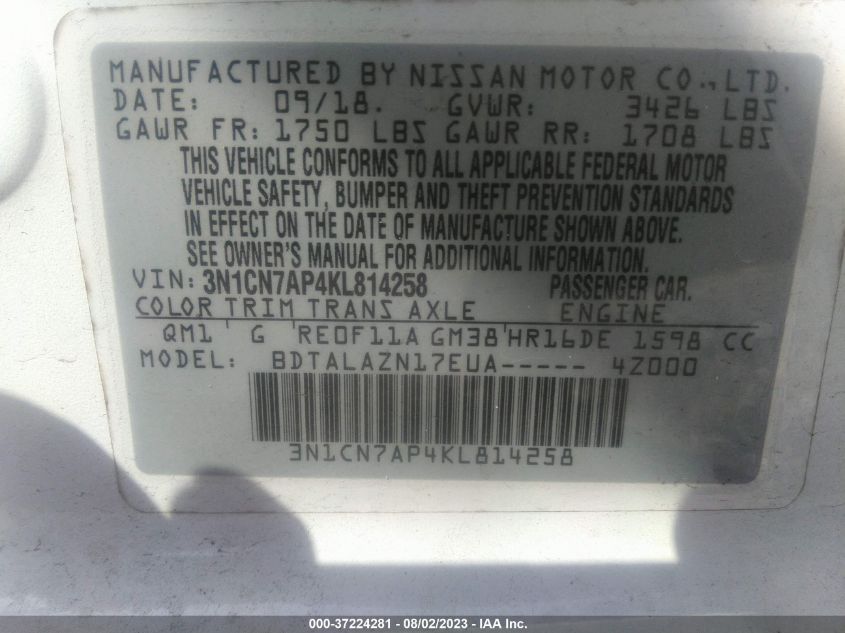 MANUFACTURED BY NISSAN MOTOR CO., LTD.
DATE: 09/18. GVWR: 3426 LBS
GAWR FR: 1750 LBS GAWR RR: 1708 LBS
THIS VEHICLE CONFORMS TO ALL APPLICABLE FEDERAL MOTOR
VEHICLE SAFETY, BUMPER AND THEFT PREVENTION STANDARDS
IN EFFECT ON THE DATE OF MANUFACTURE SHOWN ABOVE.
SEE OWNER'S MANUAL FOR ADDITIONAL INFORMATION.
VIN: 3N1CN7AP4KL814258 PASSENGER CAR.
COLOR TRIM TRANS AXLE ENGINE
QM1 ' G 'RE0F11A GM38'HR16DE 1598 CC
MODEL: BDTALAZN17EUA----- 4Z000
3N1CN7AP4KL814258
000-37224281 - 08/02/2023 - IAA Inc.